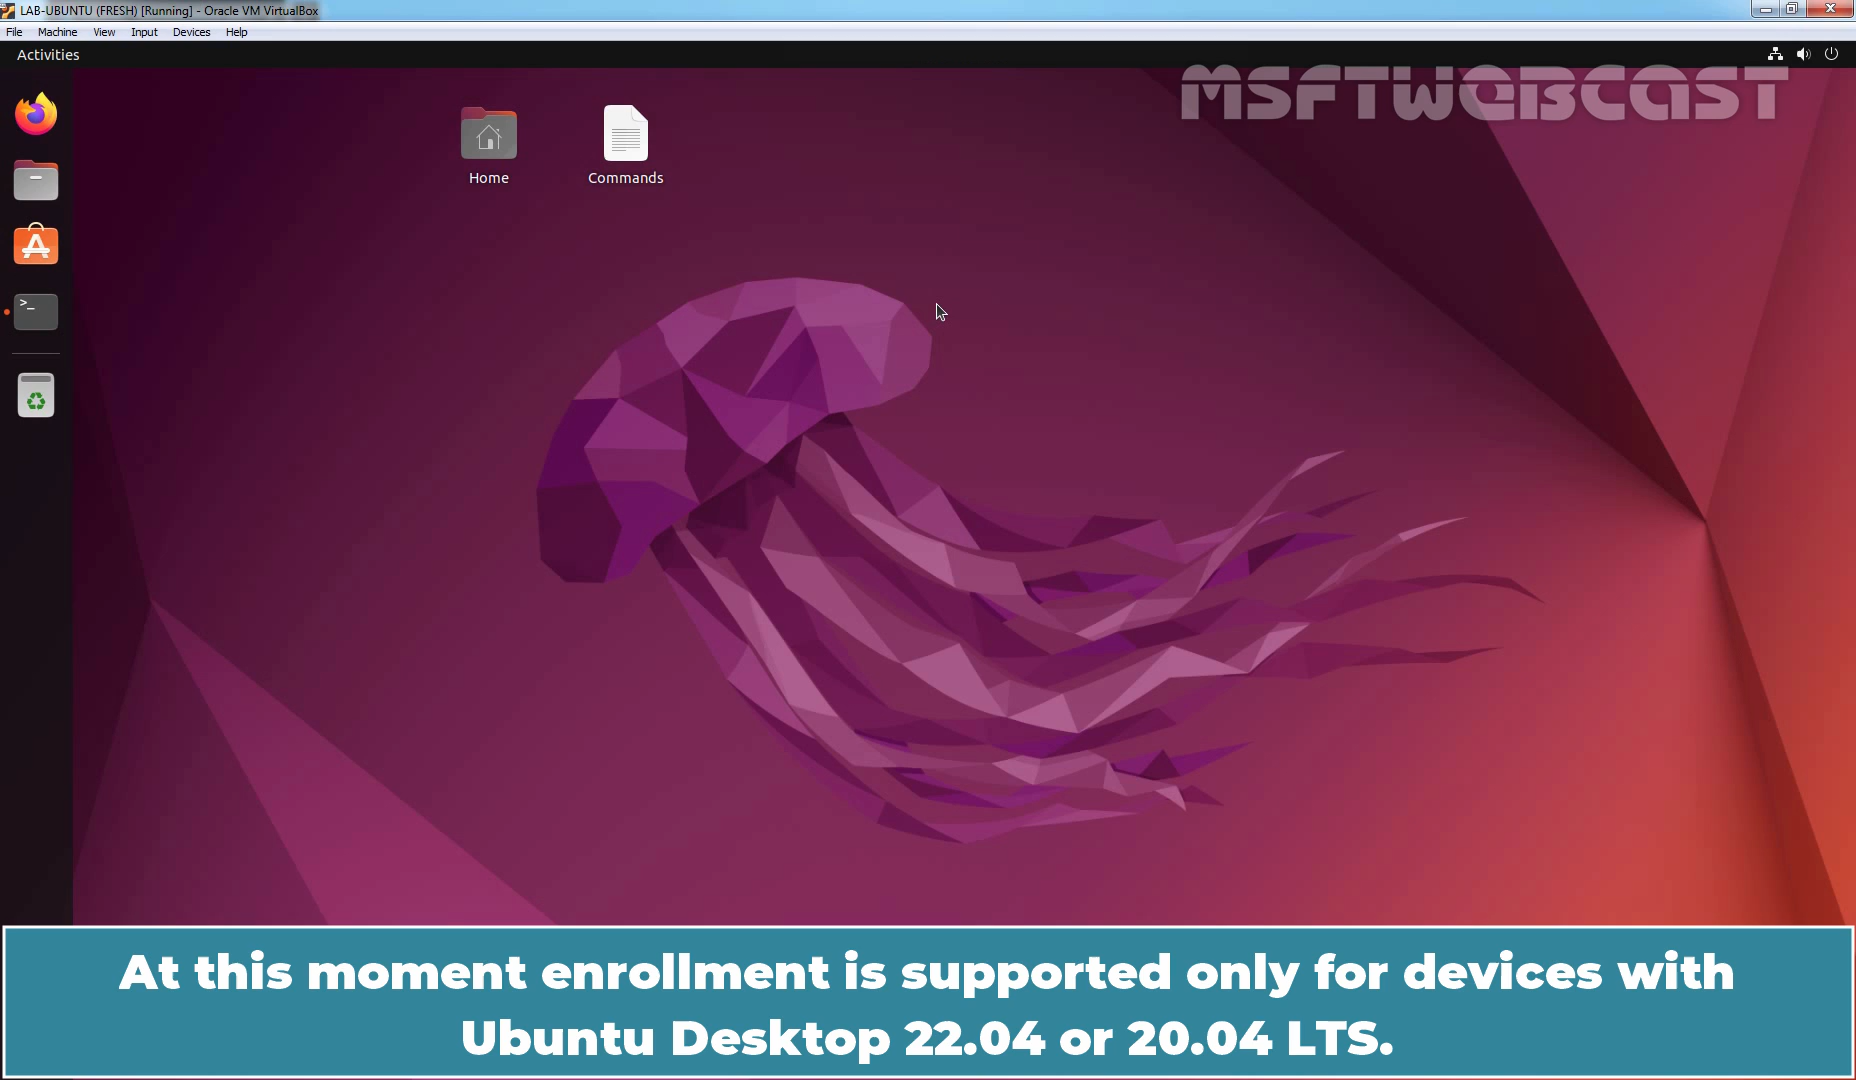 LAB-UBUNTU (FRESH) [Running] - Oracle VM VirtualBox
File Machine View Input Devices Help
Activities
MSFTWEBCAST
Home Commands
>_
At this moment enrollment is supported only for devices with
Ubuntu Desktop 22.04 or 20.04 LTS.